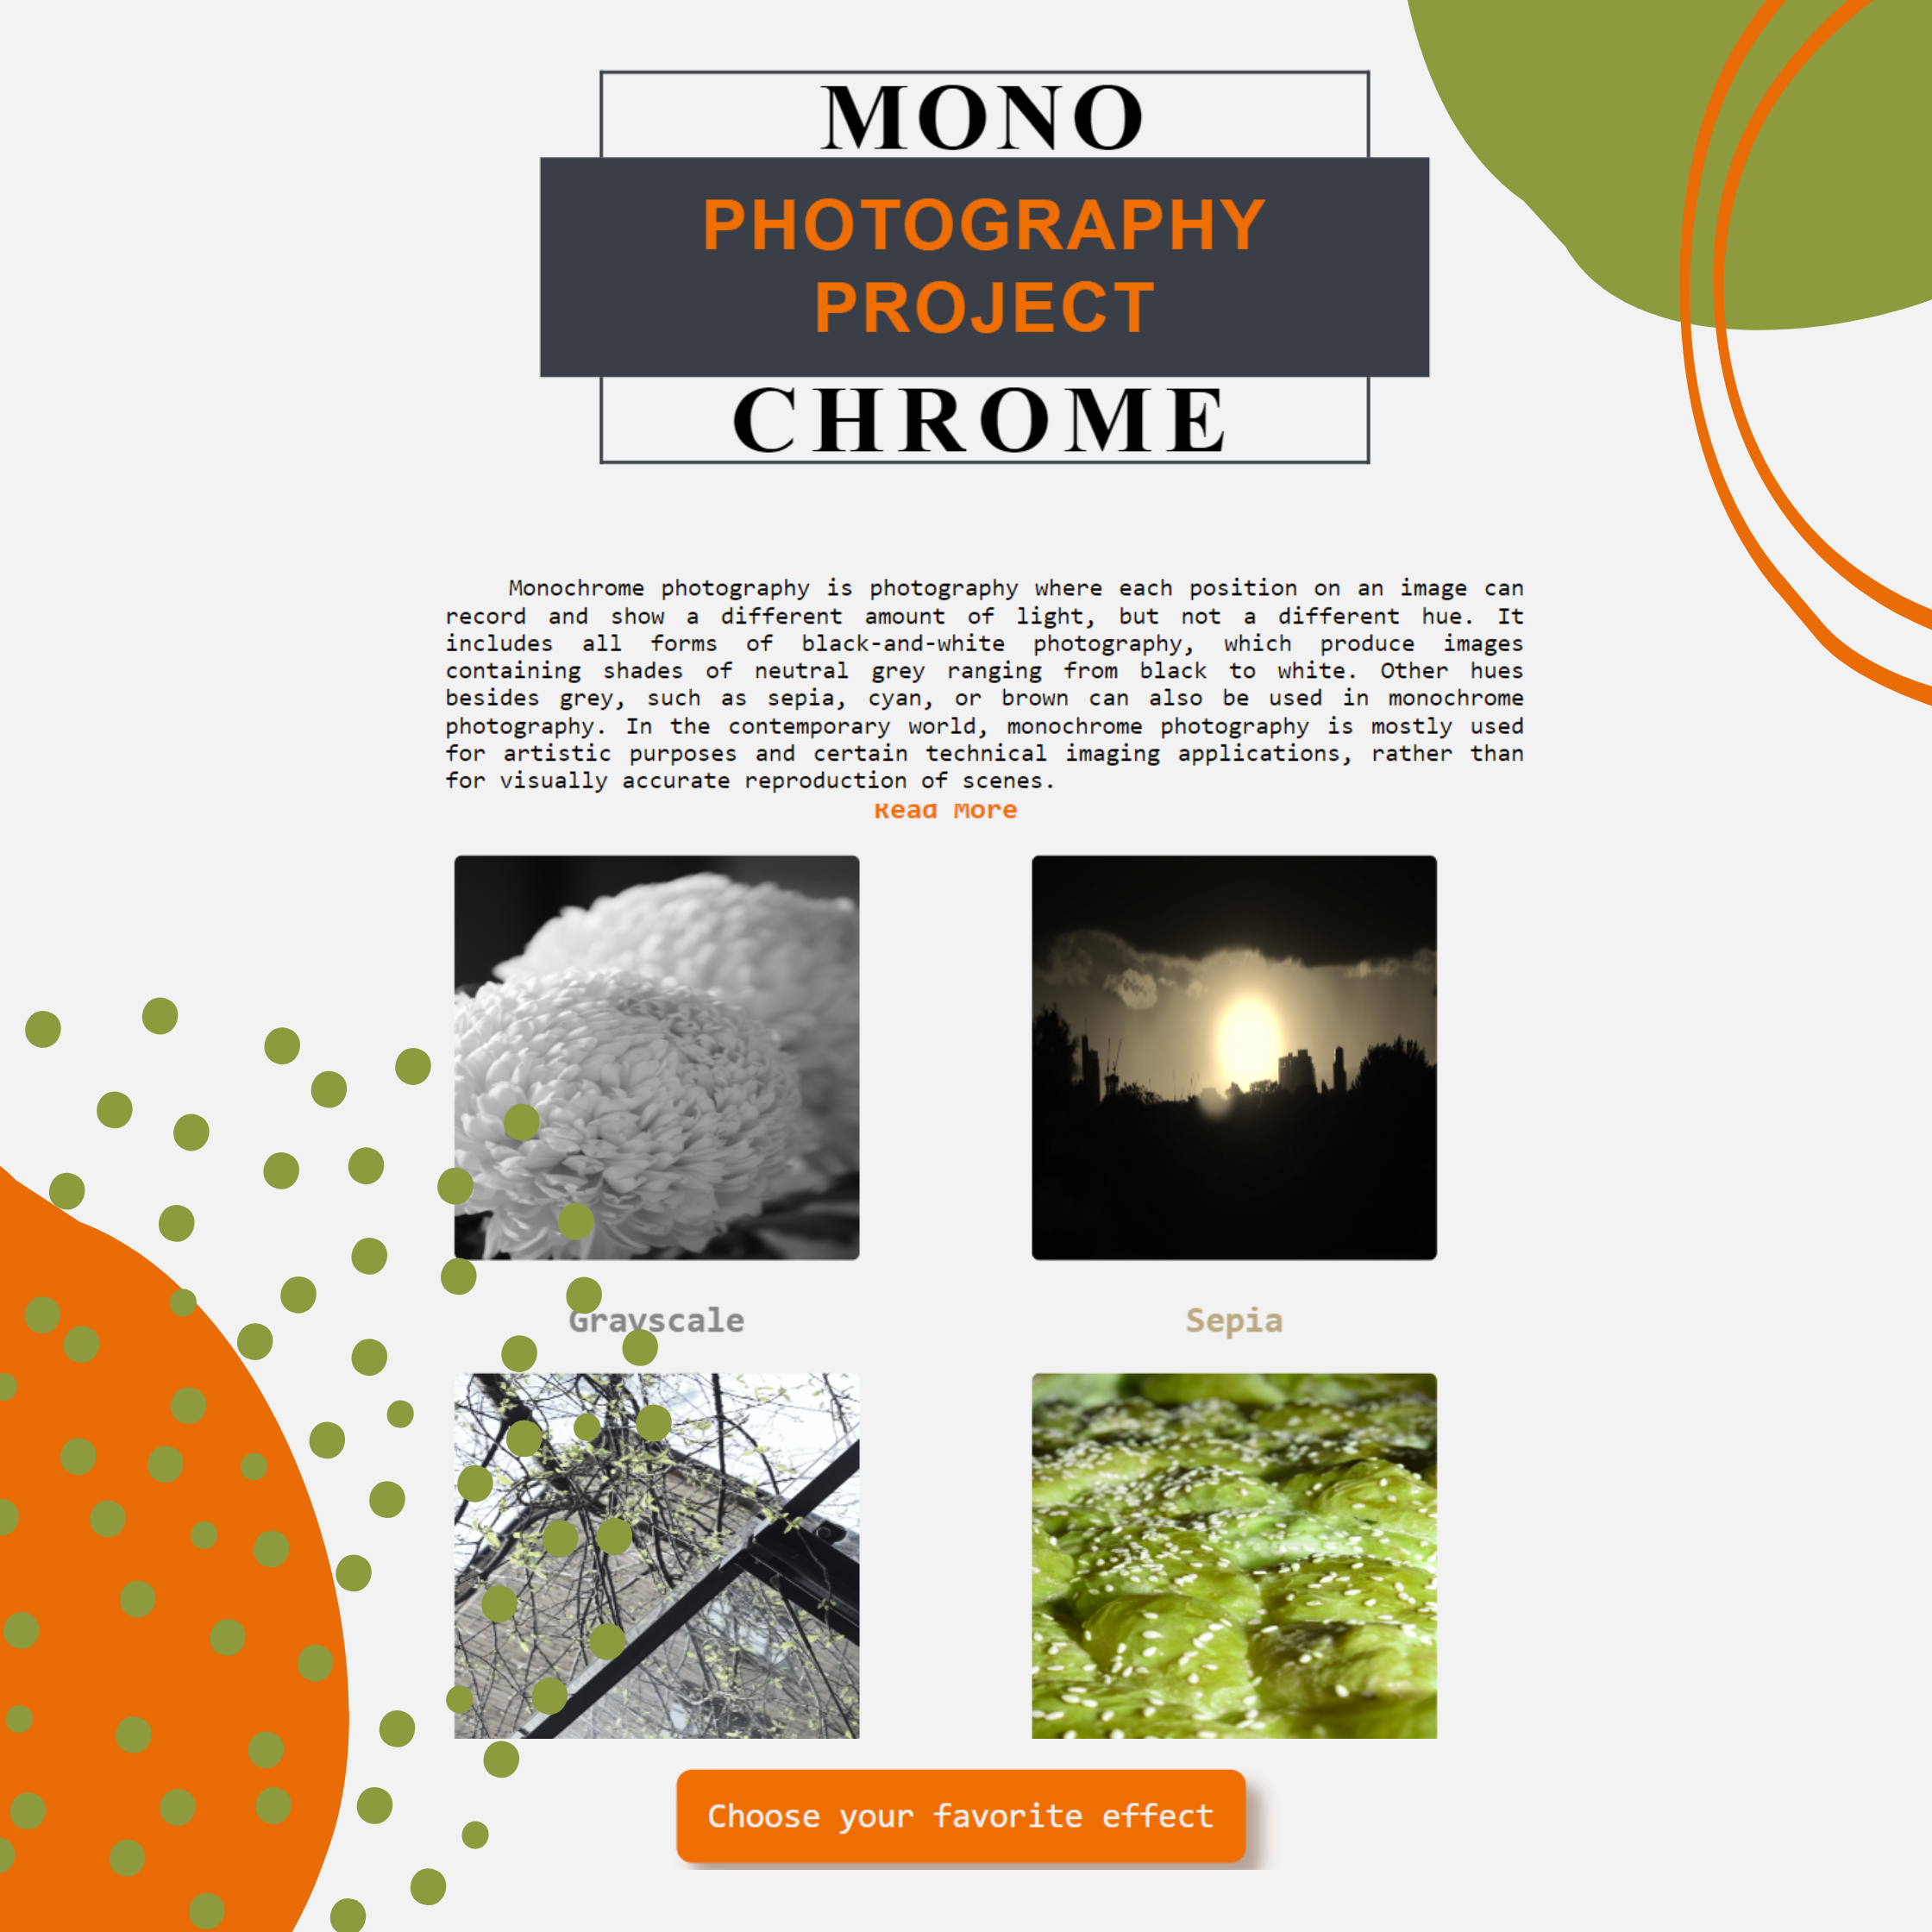 MONO
PHOTOGRAPHY
PROJECT
CHROME
Monochrome photography is photography where each position on an image can
record and show a different amount of light, but not a different hue. It
includes all forms of black-and-white photography, which produce images
containing shades of neutral grey ranging from black to white. Other hues
besides grey, such as sepia, cyan, or brown can also be used in monochrome
photography. In the contemporary world, monochrome photography is mostly used
for artistic purposes and certain technical imaging applications, rather than
for visually accurate reproduction of scenes.
Read More
Grayscale
Sepia
Choose your favorite effect